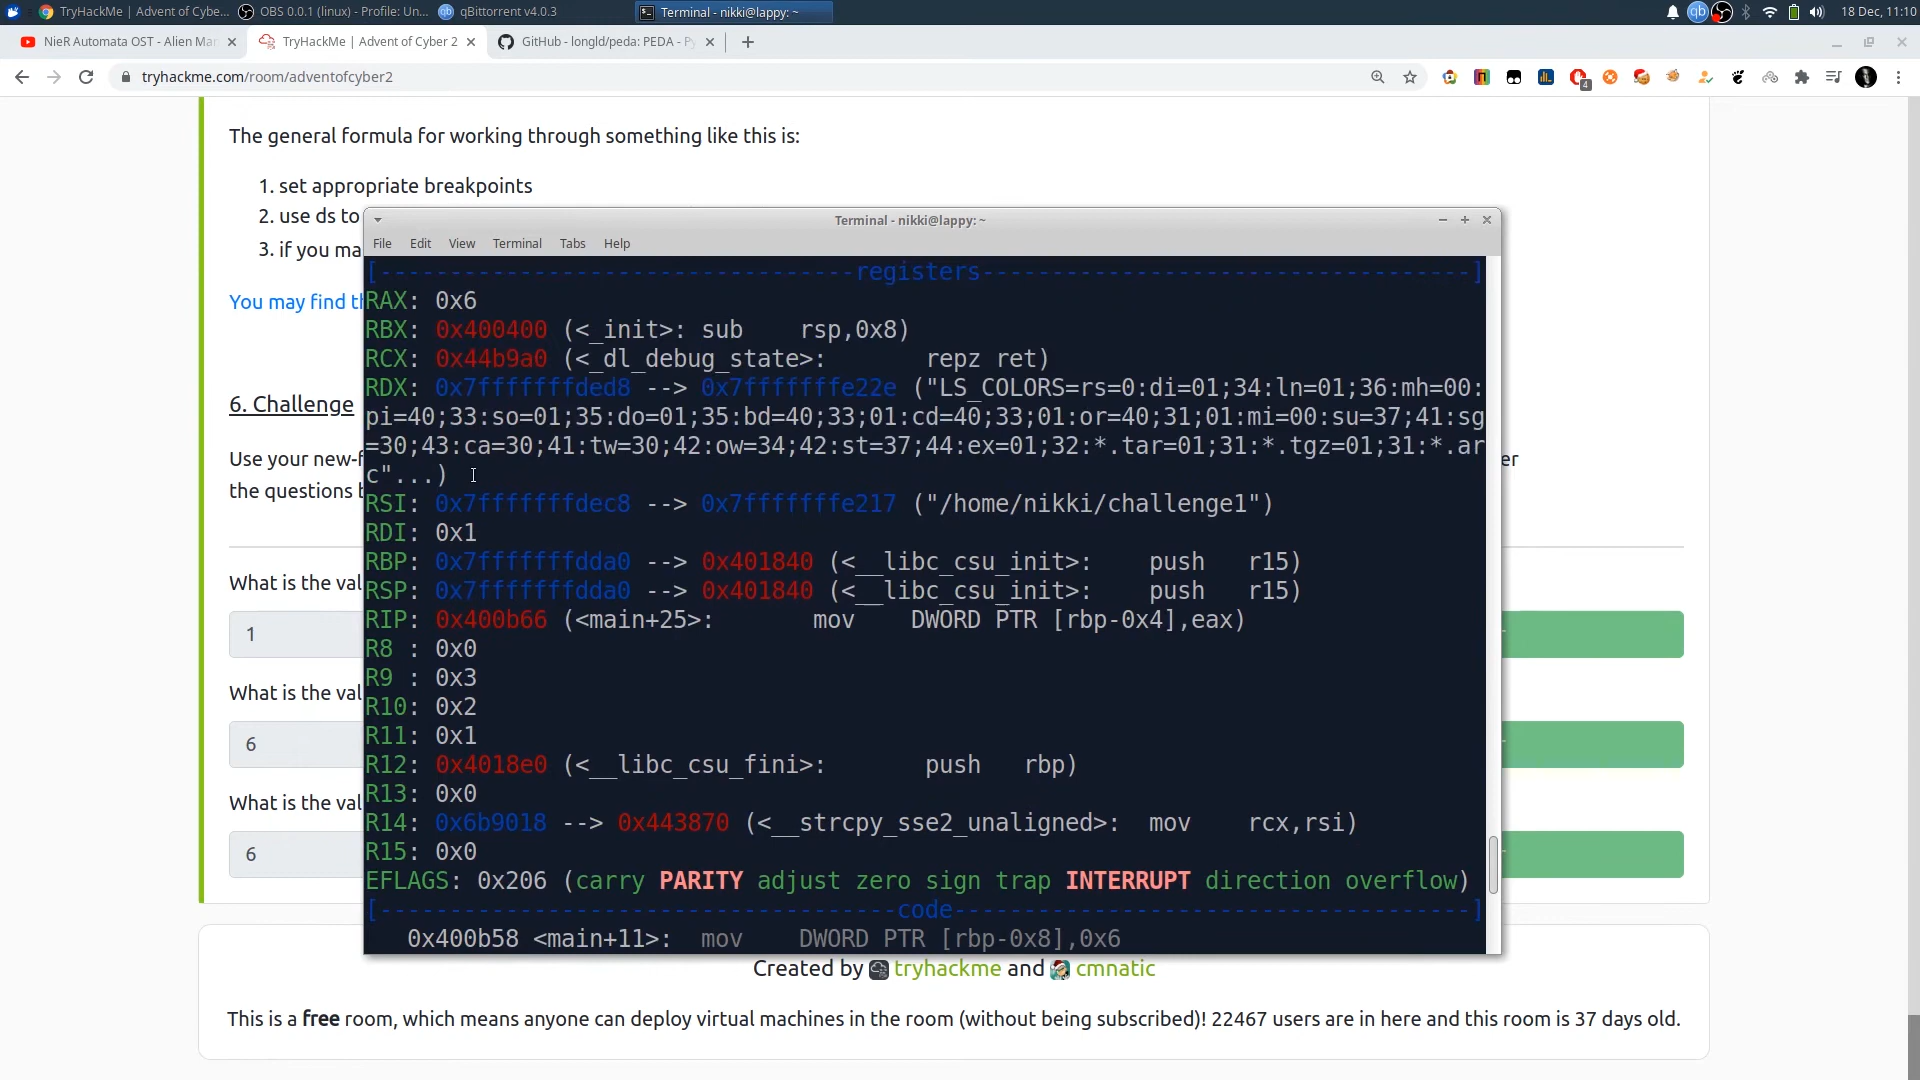 TryHackMe | Advent of Cybe...
OBS 0.0.1 (linux) - Profile: Un...
qBittorrent v4.0.3
Terminal - nikki@lappy: ~
18 Dec, 11:10
NieR Automata OST - Alien Ma
TryHackMe | Advent of Cyber 2
GitHub - longld/peda: PEDA - P
tryhackme.com/room/adventofcyber2
4
The general formula for working through something like this is:
1. set appropriate breakpoints
2. use ds to
3. if you ma
You may find t
6. Challenge
Use your new-f
er
the questions b
What is the val
1
What is the val
6
What is the val
6
Terminal - nikki@lappy: ~
File Edit View Terminal Tabs Help
[----------------------------------registers-----------------------------------]
RAX: 0x6
RBX: 0x400400 (<_init>: sub    rsp,0x8)
RCX: 0x44b9a0 (<_dl_debug_state>:       repz ret)
RDX: 0x7fffffffded8 --> 0x7fffffffe22e ("LS_COLORS=rs=0:di=01;34:ln=01;36:mh=00:
pi=40;33:so=01;35:do=01;35:bd=40;33;01:cd=40;33;01:or=40;31;01:mi=00:su=37;41:sg
=30;43:ca=30;41:tw=30;42:ow=34;42:st=37;44:ex=01;32:*.tar=01;31:*.tgz=01;31:*.ar
c"...)
RSI: 0x7fffffffdec8 --> 0x7fffffffe217 ("/home/nikki/challenge1")
RDI: 0x1
RBP: 0x7fffffffdda0 --> 0x401840 (<__libc_csu_init>:    push   r15)
RSP: 0x7fffffffdda0 --> 0x401840 (<__libc_csu_init>:    push   r15)
RIP: 0x400b66 (<main+25>:       mov    DWORD PTR [rbp-0x4],eax)
R8 : 0x0
R9 : 0x3
R10: 0x2
R11: 0x1
R12: 0x4018e0 (<__libc_csu_fini>:       push   rbp)
R13: 0x0
R14: 0x6b9018 --> 0x443870 (<__strcpy_sse2_unaligned>:  mov    rcx,rsi)
R15: 0x0
EFLAGS: 0x206 (carry PARITY adjust zero sign trap INTERRUPT direction overflow)
[-------------------------------------code-------------------------------------]
   0x400b58 <main+11>:  mov    DWORD PTR [rbp-0x8],0x6
Created by tryhackme and cmnatic
This is a free room, which means anyone can deploy virtual machines in the room (without being subscribed)! 22467 users are in here and this room is 37 days old.